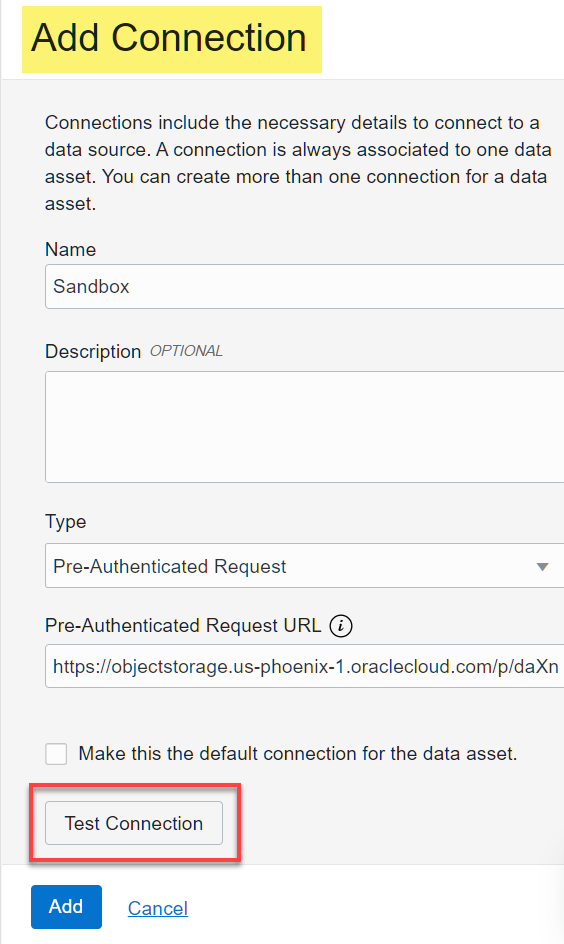 Add Connection
Connections include the necessary details to connect to a
data source. A connection is always associated to one data
asset. You can create more than one connection for a data
asset.
Name
Sandbox
Description OPTIONAL
Type
Pre-Authenticated Request
Pre-Authenticated Request URL i
https://objectstorage.us-phoenix-1.oraclecloud.com/p/daXn
Make this the default connection for the data asset.
Test Connection
Add Cancel